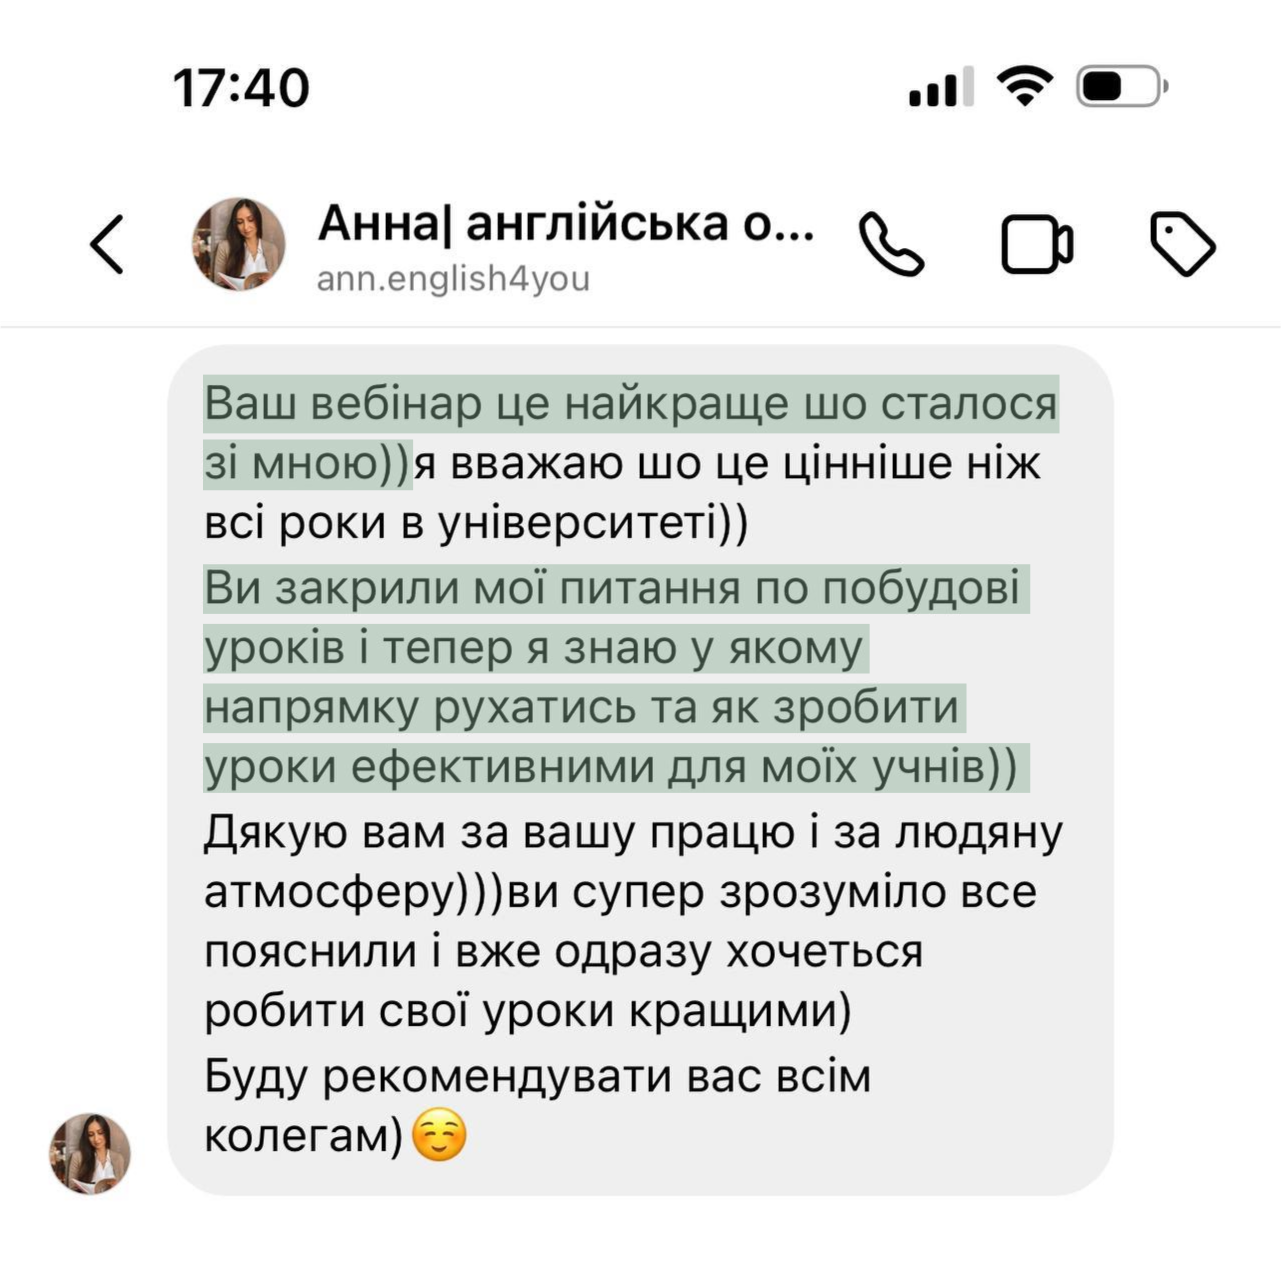 17:40
Анна| англійська о...
ann.english4you
Ваш вебінар це найкраще шо сталося
зі мною))я вважаю шо це цінніше ніж
всі роки в університеті))
Ви закрили мої питання по побудові
уроків і тепер я знаю у якому
напрямку рухатись та як зробити
уроки ефективними для моїх учнів))
Дякую вам за вашу працю і за людяну
атмосферу)))ви супер зрозуміло все
пояснили і вже одразу хочеться
робити свої уроки кращими)
Буду рекомендувати вас всім
колегам)☺️